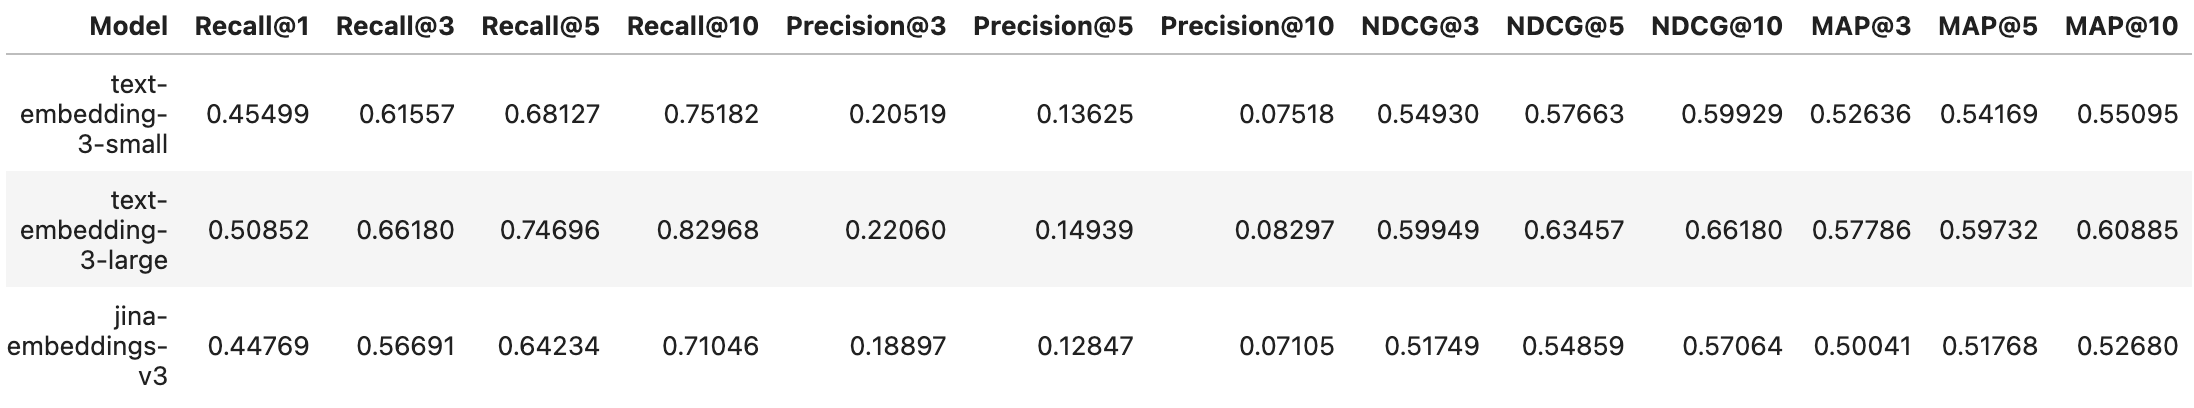 Model Recall@1 Recall@3 Recall@5 Recall@10 Precision@3 Precision@5 Precision@10 NDCG@3 NDCG@5 NDCG@10 MAP@3 MAP@5 MAP@10
text-
embedding-
3-small
0.45499 0.61557 0.68127 0.75182 0.20519 0.13625 0.07518 0.54930 0.57663 0.59929 0.52636 0.54169 0.55095
text-
embedding-
3-large
0.50852 0.66180 0.74696 0.82968 0.22060 0.14939 0.08297 0.59949 0.63457 0.66180 0.57786 0.59732 0.60885
jina-
embeddings-
v3
0.44769 0.56691 0.64234 0.71046 0.18897 0.12847 0.07105 0.51749 0.54859 0.57064 0.50041 0.51768 0.52680